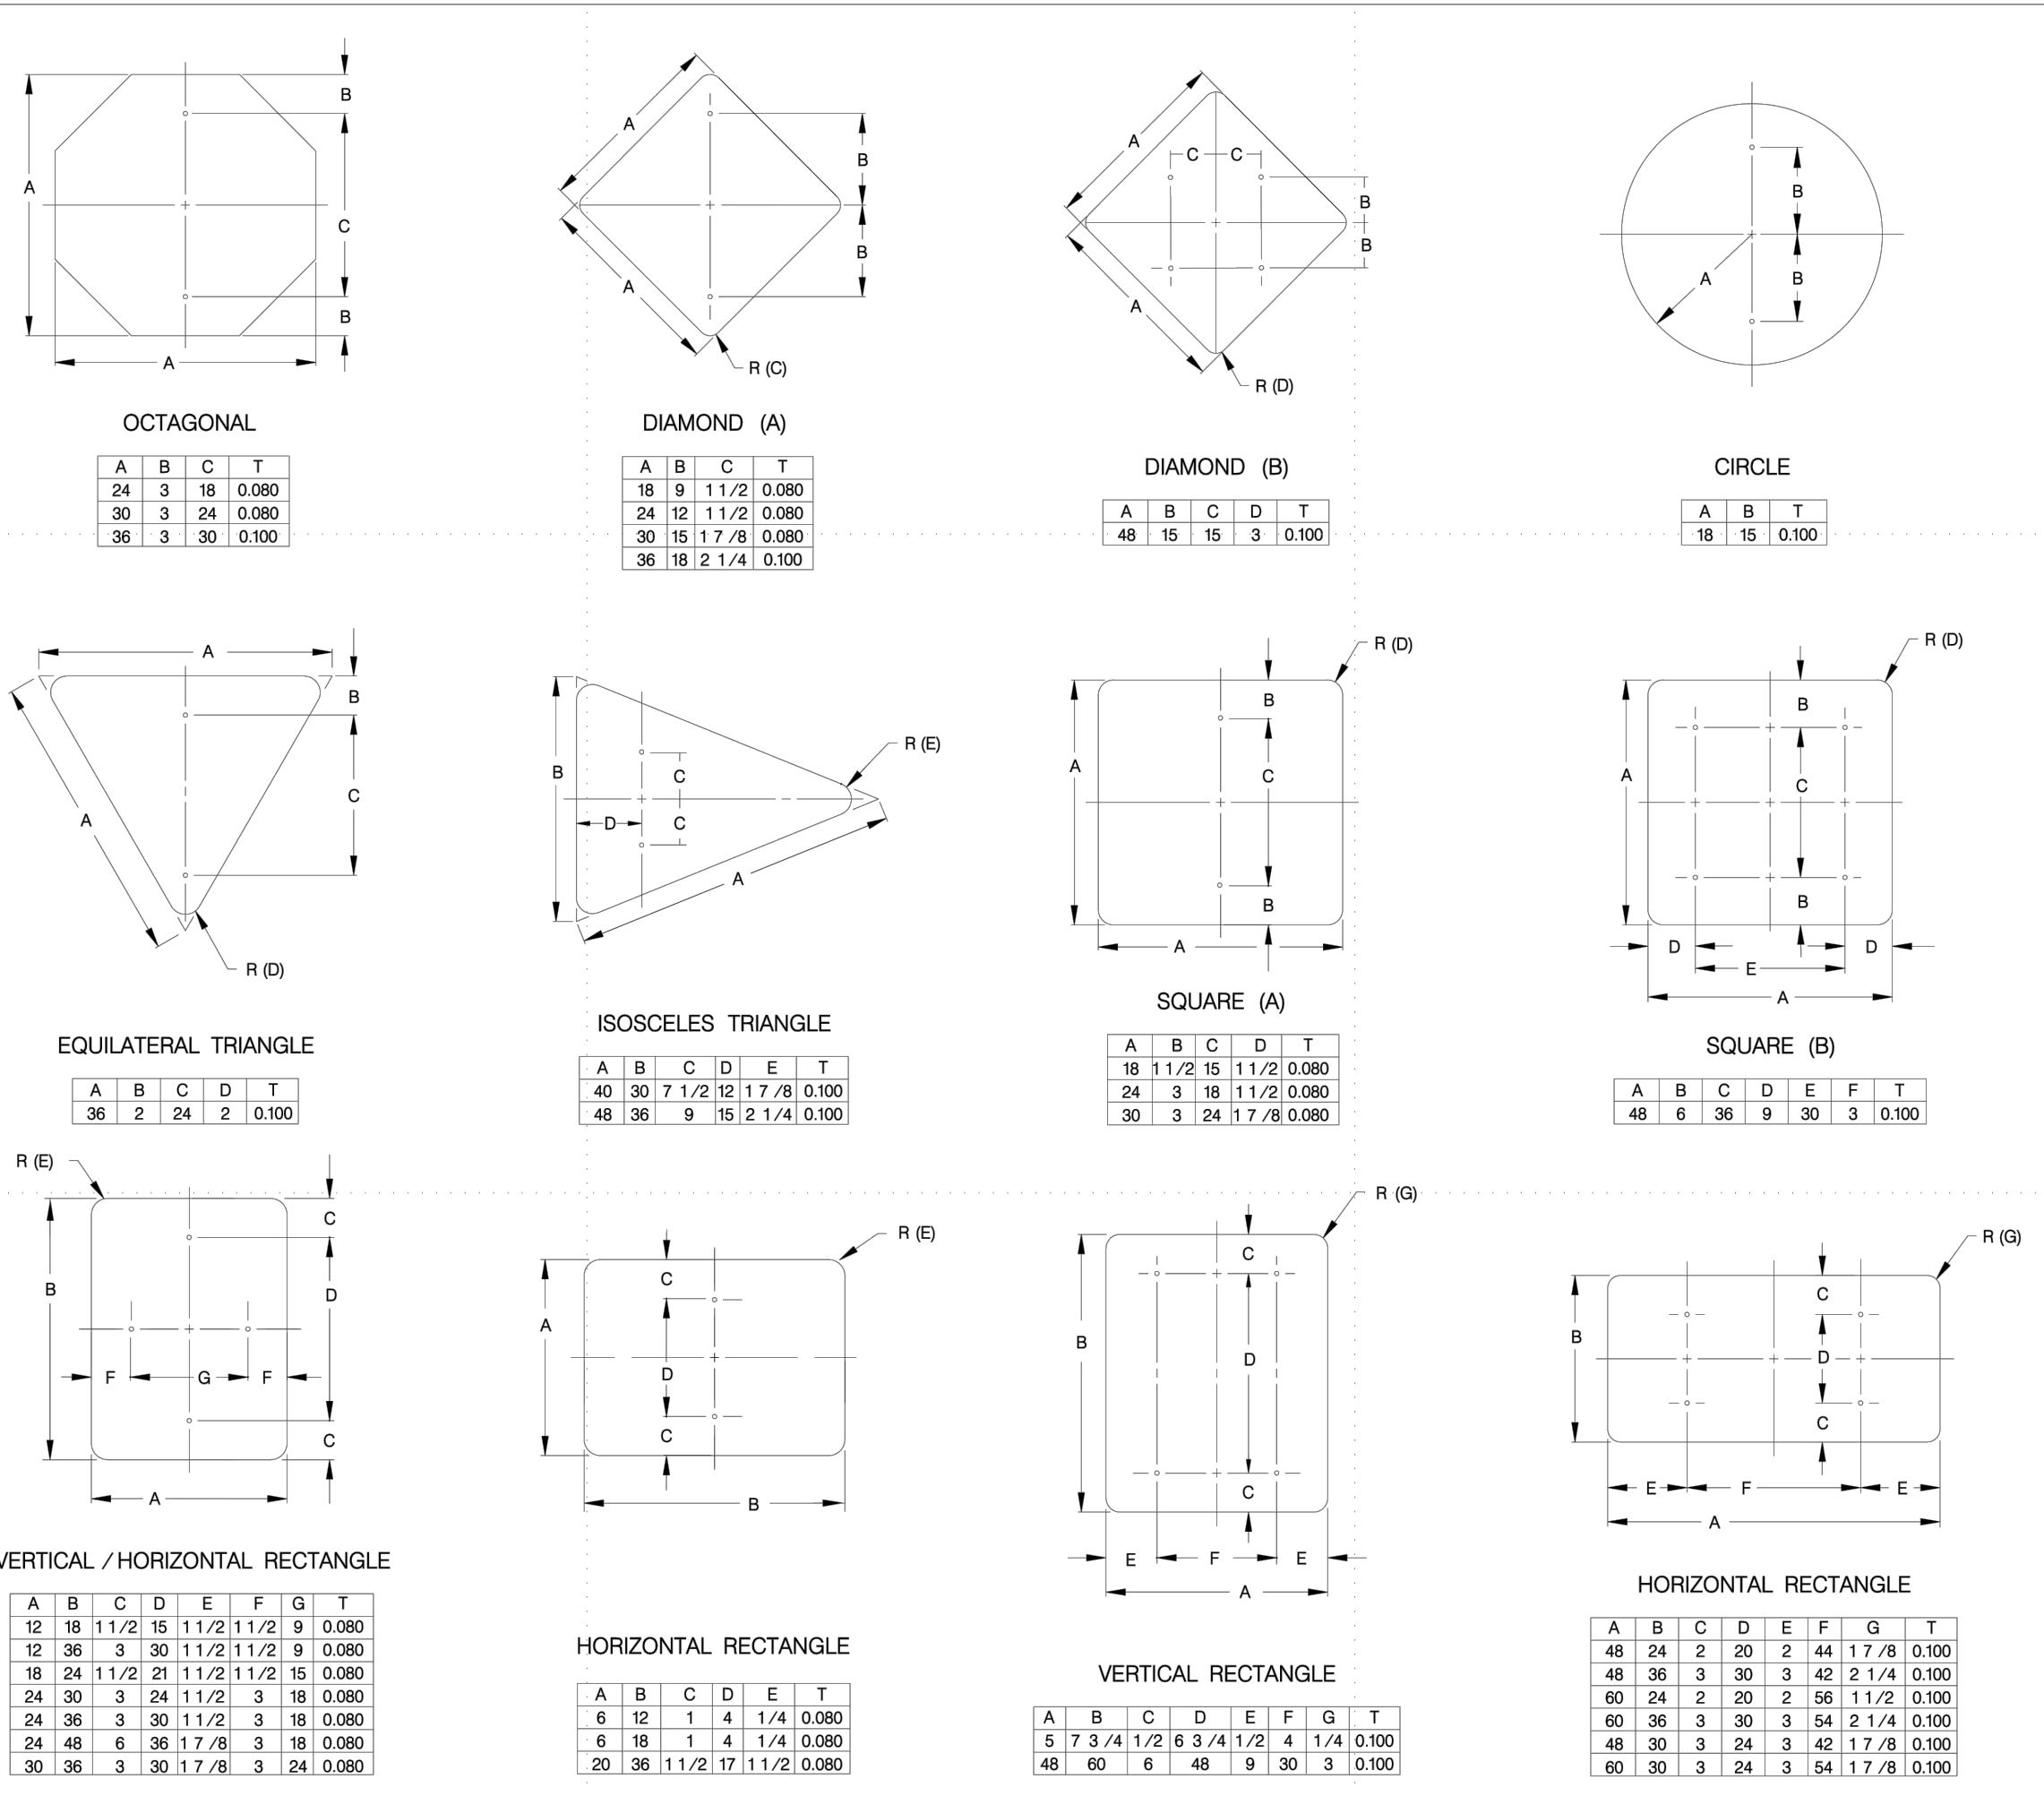 B
A
C
B
A
OCTAGONAL
A B C T
24 3 18 0.080
30 3 24 0.080
36 3 30 0.100
A
B
B
A
R (C)
DIAMOND (A)
A B C T
18 9 1 1/2 0.080
24 12 1 1/2 0.080
30 15 1 7/8 0.080
36 18 2 1/4 0.100
A
C C
B
B
A
R (D)
DIAMOND (B)
A B C D T
48 15 15 3 0.100
B
A B
CIRCLE
A B T
18 15 0.100
A
B
C
A
R (D)
EQUILATERAL TRIANGLE
A B C D T
36 2 24 2 0.100
R (E)
B
C
D C
A
ISOSCELES TRIANGLE
A B C D E T
40 30 7 1/2 12 1 7/8 0.100
48 36 9 15 2 1/4 0.100
R (D)
B
A C
B
A
SQUARE (A)
A B C D T
18 1 1/2 15 1 1/2 0.080
24 3 18 1 1/2 0.080
30 3 24 1 7/8 0.080
R (D)
B
A C
B
D D
E
A
SQUARE (B)
A B C D E F T
48 6 36 9 30 3 0.100
R (E)
C
B D
F G F
C
A
VERTICAL / HORIZONTAL RECTANGLE
A B C D E F G T
12 18 1 1/2 15 1 1/2 1 1/2 9 0.080
12 36 3 30 1 1/2 1 1/2 9 0.080
18 24 1 1/2 21 1 1/2 1 1/2 15 0.080
24 30 3 24 1 1/2 3 18 0.080
24 36 3 30 1 1/2 3 18 0.080
24 48 6 36 1 7/8 3 18 0.080
30 36 3 30 1 7/8 3 24 0.080
R (E)
C
A
D
C
B
HORIZONTAL RECTANGLE
A B C D E T
6 12 1 4 1/4 0.080
6 18 1 4 1/4 0.080
20 36 1 1/2 17 1 1/2 0.080
R (G)
C
B D
C
E F E
A
VERTICAL RECTANGLE
A B C D E F G T
5 7 3/4 1/2 6 3/4 1/2 4 1/4 0.100
48 60 6 48 9 30 3 0.100
R (G)
C
B D
C
E F E
A
HORIZONTAL RECTANGLE
A B C D E F G T
48 24 2 20 2 44 1 7/8 0.100
48 36 3 30 3 42 2 1/4 0.100
60 24 2 20 2 56 1 1/2 0.100
60 36 3 30 3 54 2 1/4 0.100
48 30 3 24 3 42 1 7/8 0.100
60 30 3 24 3 54 1 7/8 0.100